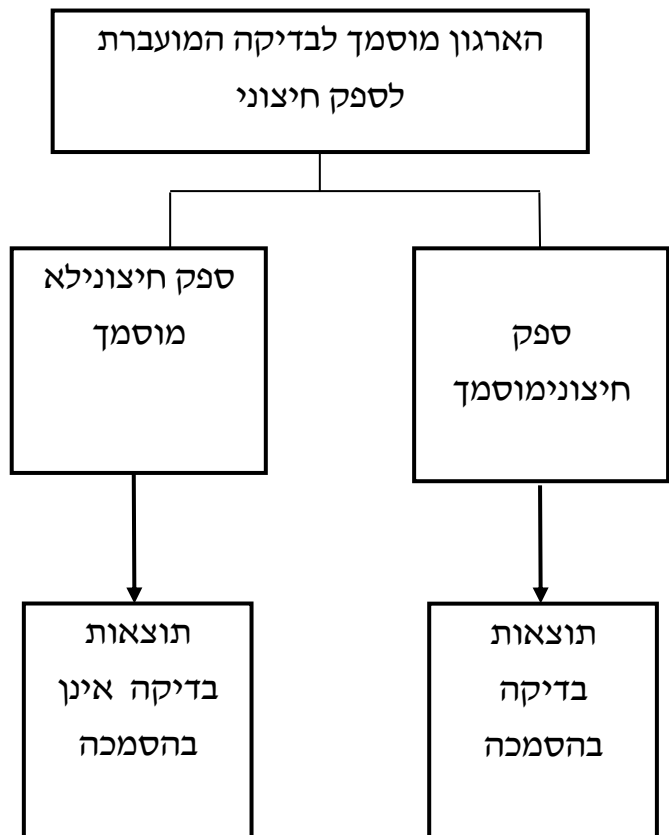 הארגון מוסמך לבדיקה המועברת
לספק חיצוני
ספק
חיצונימוסמך
ספק חיצונילא
מוסמך
תוצאות
בדיקה
בהסמכה
תוצאות
בדיקה אינן
בהסמכה